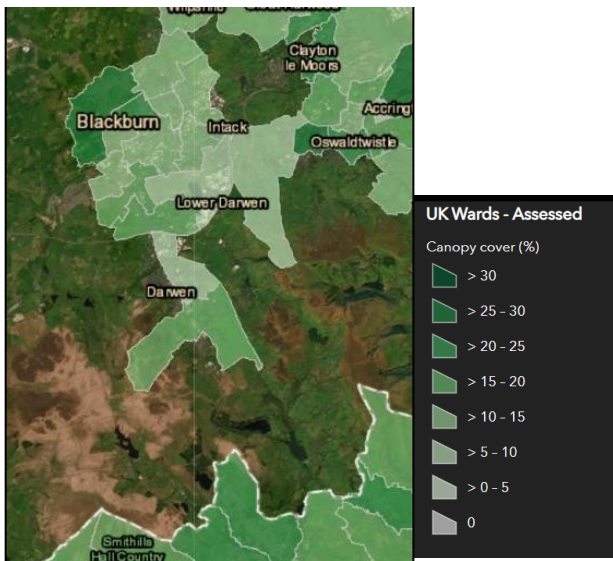 Wilpshire
Clayton
le Moors
Accring
Blackburn
Intack
Oswaldtwistle
Lower Darwen
Darwen
Smithills
Hall Country
UK Wards - Assessed
Canopy cover (%)
> 30
> 25 – 30
> 20 – 25
> 15 – 20
> 10 – 15
> 5 – 10
> 0 – 5
0